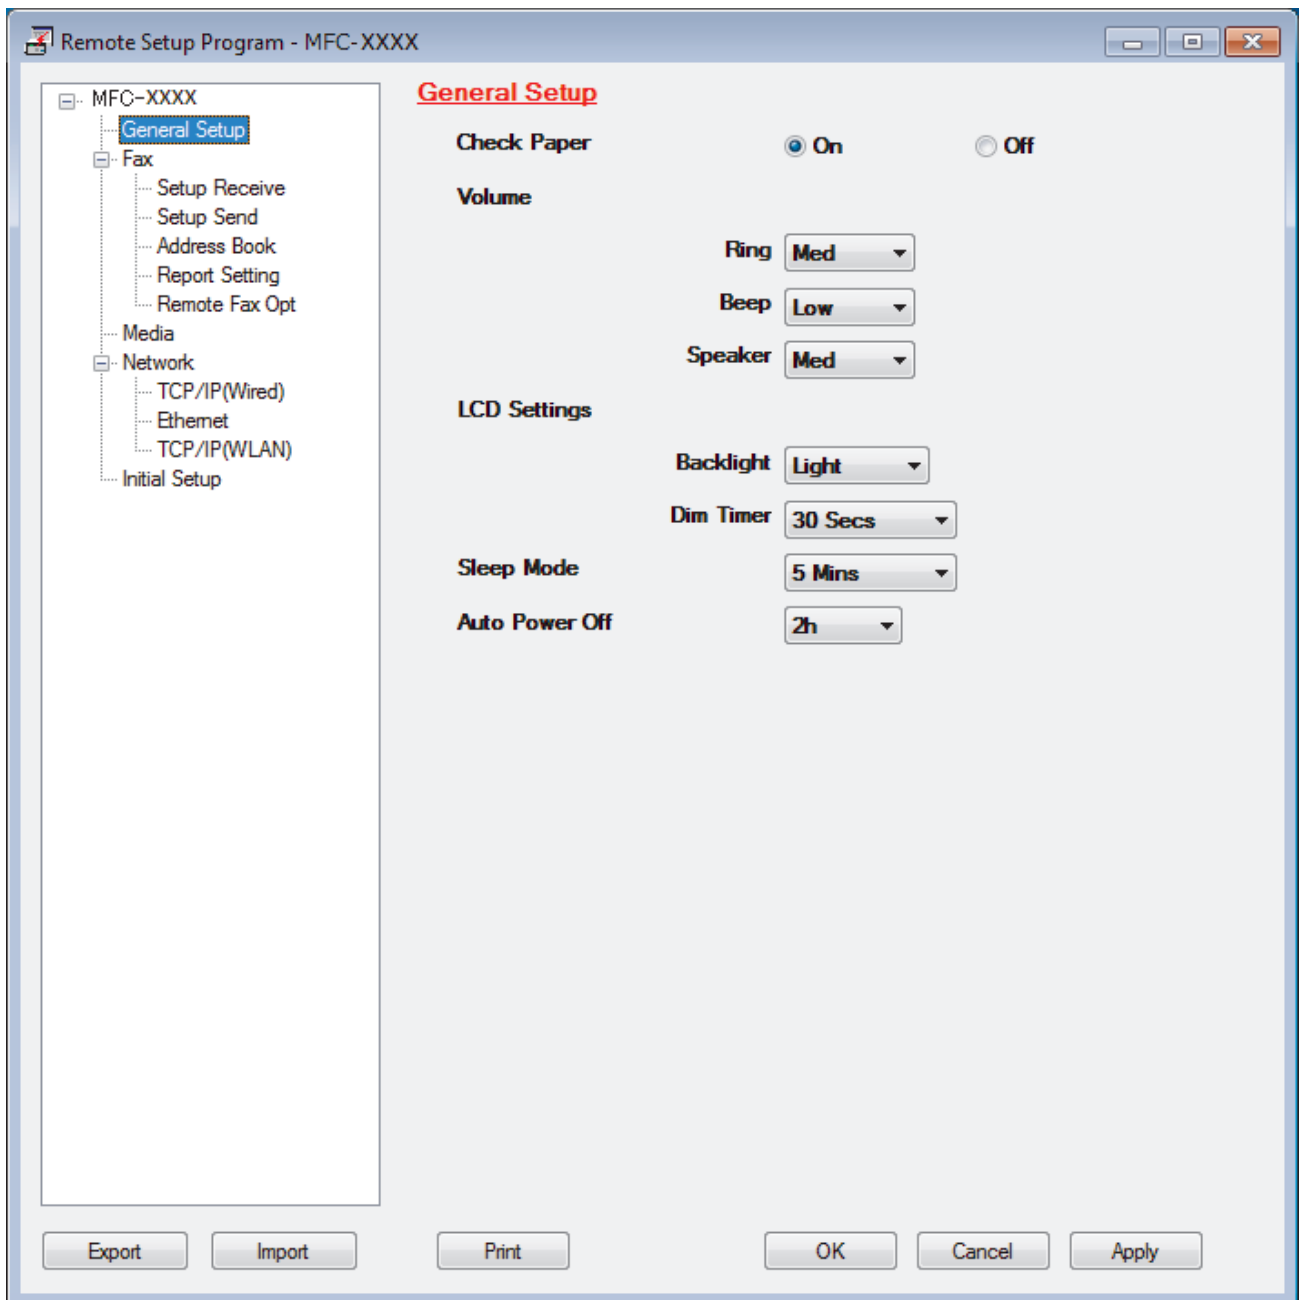 Remote Setup Program - MFC-XXXX
MFC-XXXX
General Setup
Fax
Setup Receive
Setup Send
Address Book
Report Setting
Remote Fax Opt
Media
Network
TCP/IP(Wired)
Ethernet
TCP/IP(WLAN)
Initial Setup
General Setup
Check Paper On Off
Volume
Ring Med
Beep Low
Speaker Med
LCD Settings
Backlight Light
Dim Timer 30 Secs
Sleep Mode 5 Mins
Auto Power Off 2h
Export Import Print OK Cancel Apply